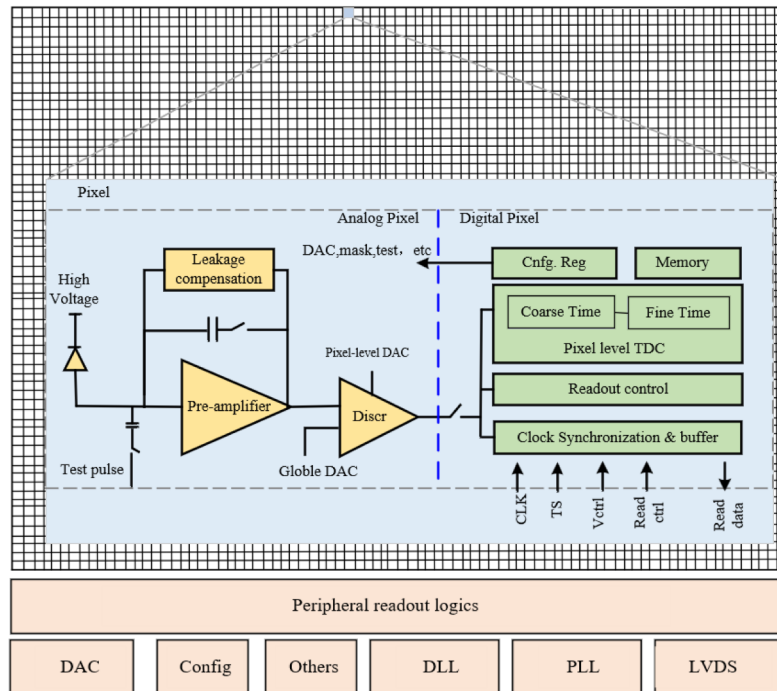 Pixel
Analog Pixel
Digital Pixel
Leakage
compensation
DAC,mask,test，etc
Cnfg. Reg
Memory
High
Voltage
Coarse Time
Fine Time
Pixel level TDC
Pixel-level DAC
Pre-amplifier
Discr
Readout control
Clock Synchronization & buffer
Test pulse
Globle DAC
CLK
TS
Vctrl
Read
ctrl
Read
data
Peripheral readout logics
DAC
Config
Others
DLL
PLL
LVDS